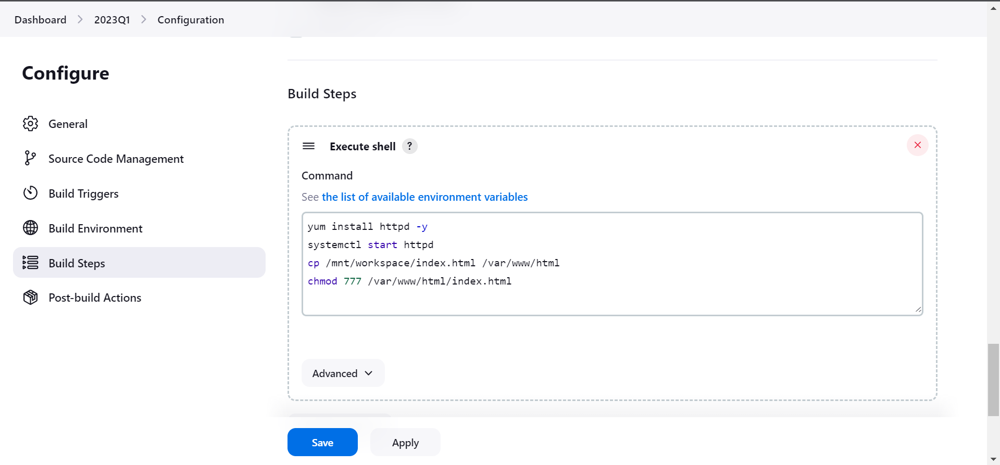 Dashboard > 2023Q1 > Configuration
Configure
General
Source Code Management
Build Triggers
Build Environment
Build Steps
Post-build Actions
Build Steps
Execute shell ?
Command
See the list of available environment variables
yum install httpd -y
systemctl start httpd
cp /mnt/workspace/index.html /var/www/html
chmod 777 /var/www/html/index.html
Advanced
Save Apply